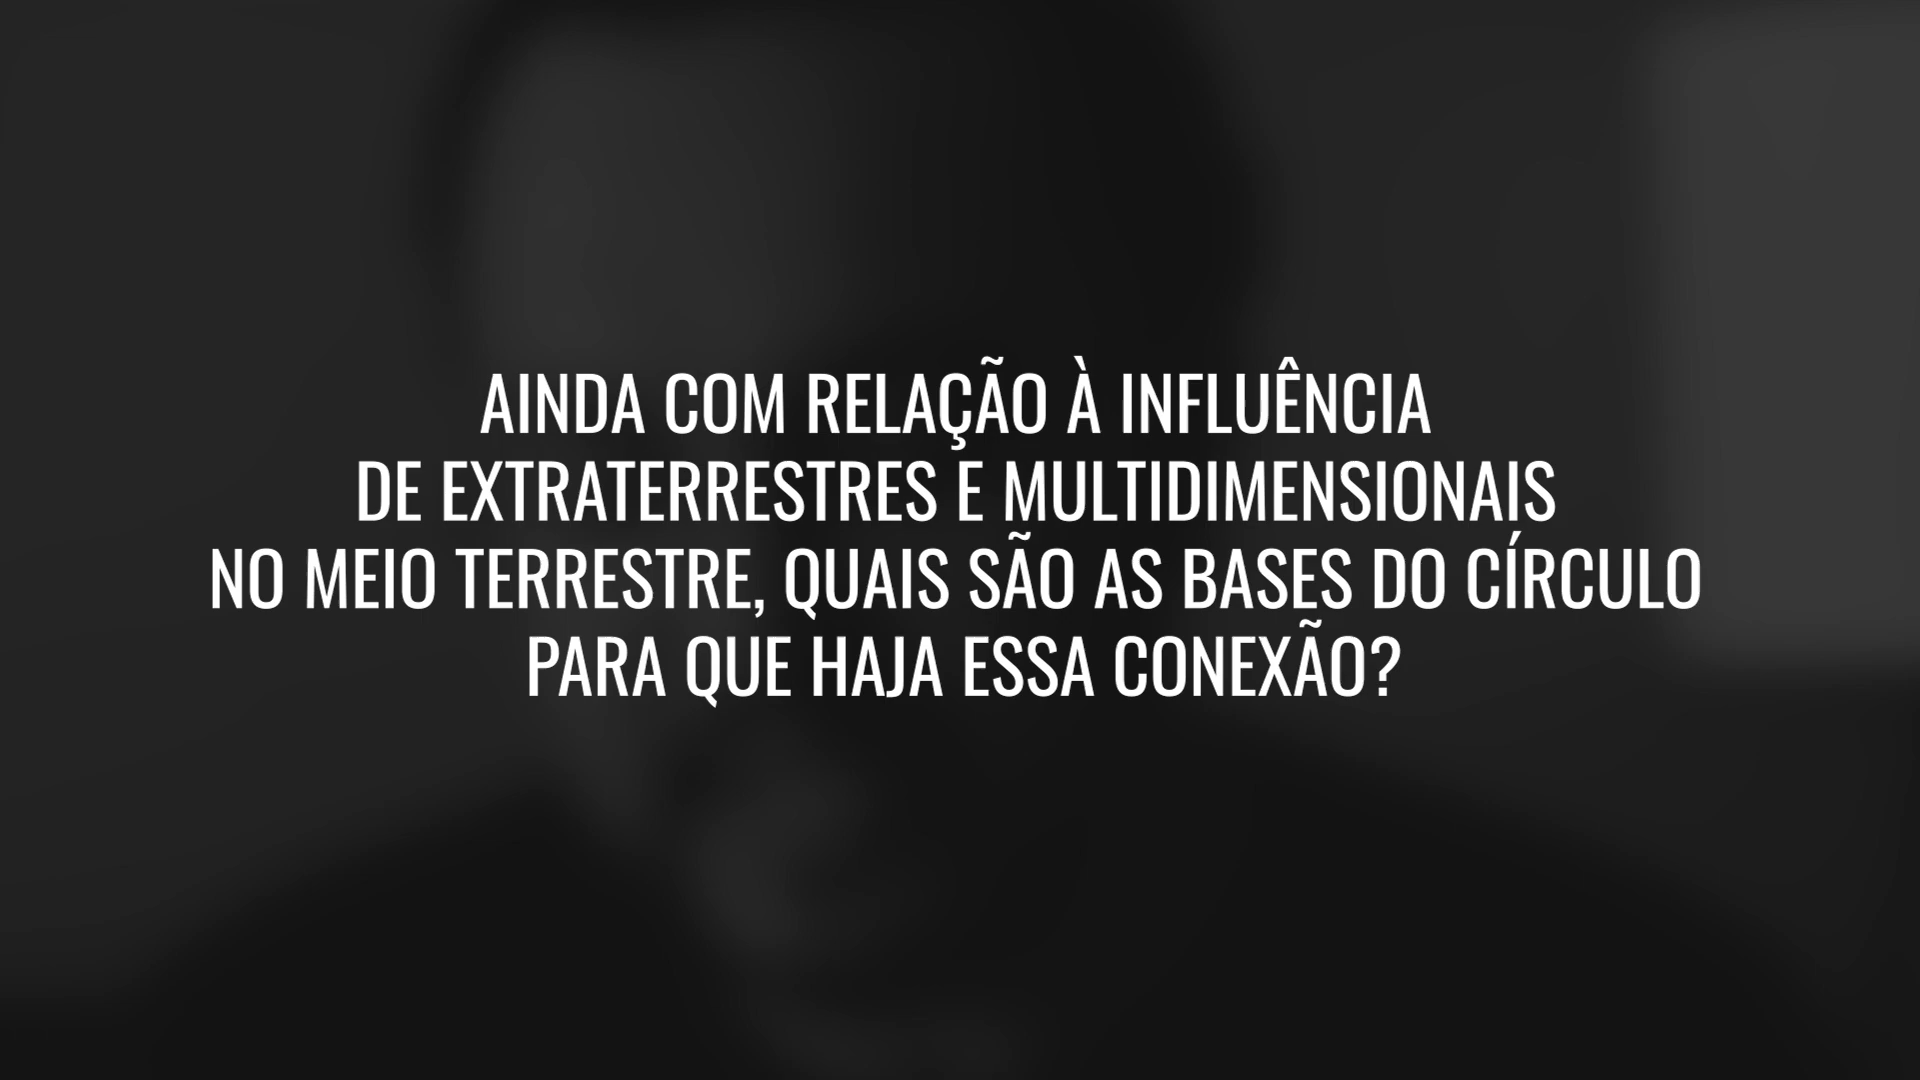 AINDA COM RELAÇÃO À INFLUÊNCIA
DE EXTRATERRESTRES E MULTIDIMENSIONAIS
NO MEIO TERRESTRE, QUAIS SÃO AS BASES DO CÍRCULO
PARA QUE HAJA ESSA CONEXÃO?